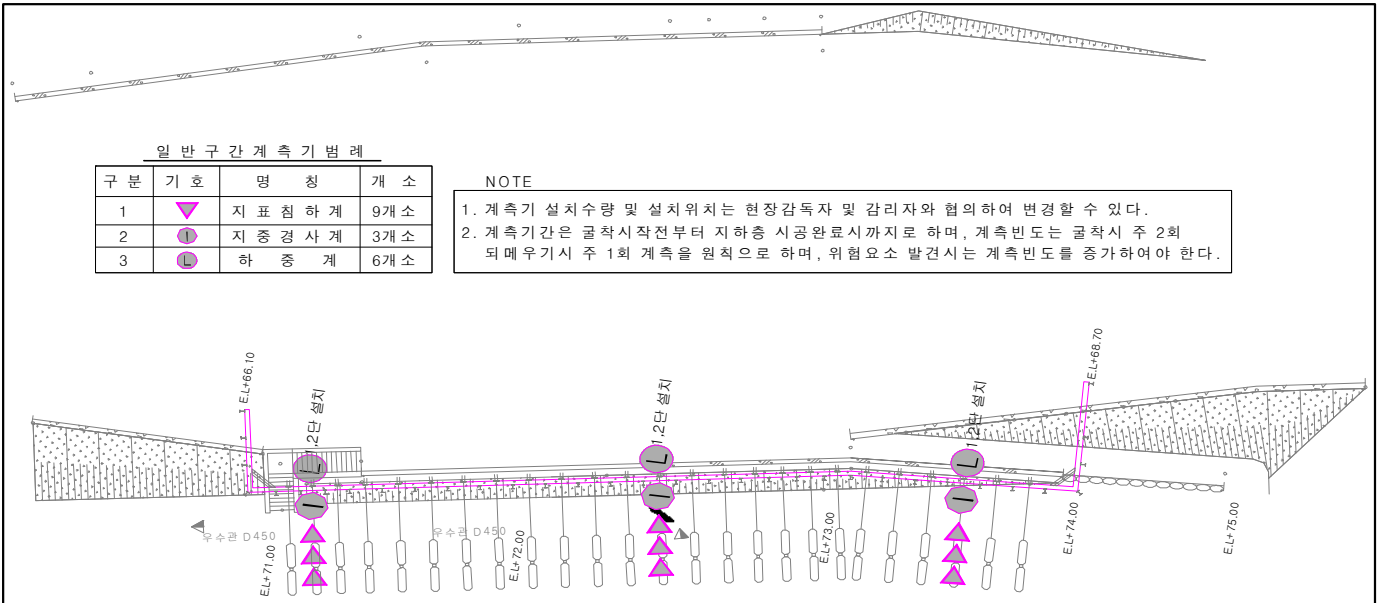 일 반 구 간 계 측 기 범 례
구 분 기 호 명 칭 개 소
1 지 표 침 하 계 9개 소
2 I 지 중 경 사 계 3개 소
3 L 하 중 계 6개 소
NOTE
1. 계측기 설치수량 및 설치위치는 현장감독자 및 감리자와 협의하여 변경할 수 있다.
2. 계측기간은 굴착시작전부터 지하층 시공완료시까지로 하며, 계측빈도는 굴착시 주 2회
되메우기시 주 1회 계측을 원칙으로 하며, 위험요소 발견시는 계측빈도를 증가하여야 한다.
E.L+66.10
1,2단 설치
1,2단 설치
1,2단 설치
E.L+68.70
L
L
L
I
I
I
우수관 D450
우수관 D450
E.L+71.00
E.L+72.00
E.L+73.00
E.L+74.00
E.L+75.00